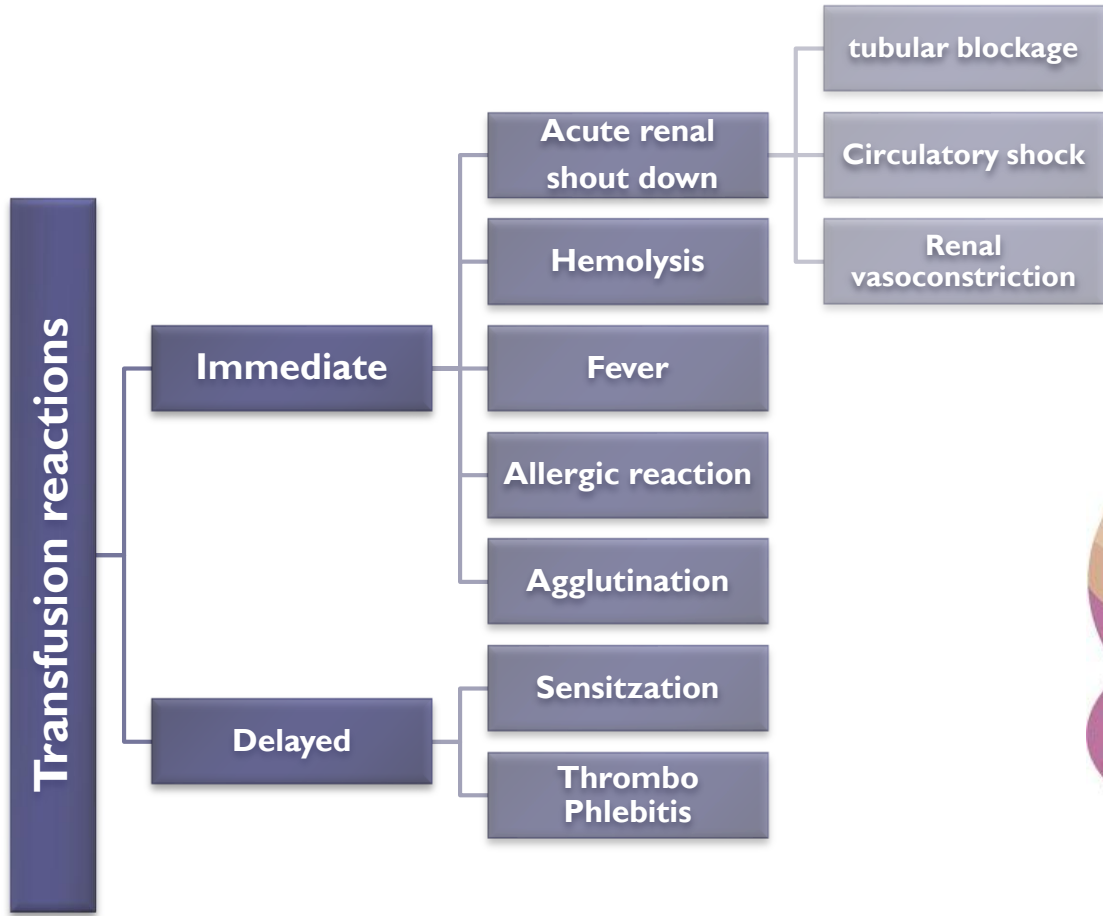 Transfusion reactions
Immediate
Acute renal
shout down
tubular blockage
Circulatory shock
Renal
vasoconstriction
Hemolysis
Fever
Allergic reaction
Agglutination
Delayed
Sensitzation
Thrombo
Phlebitis